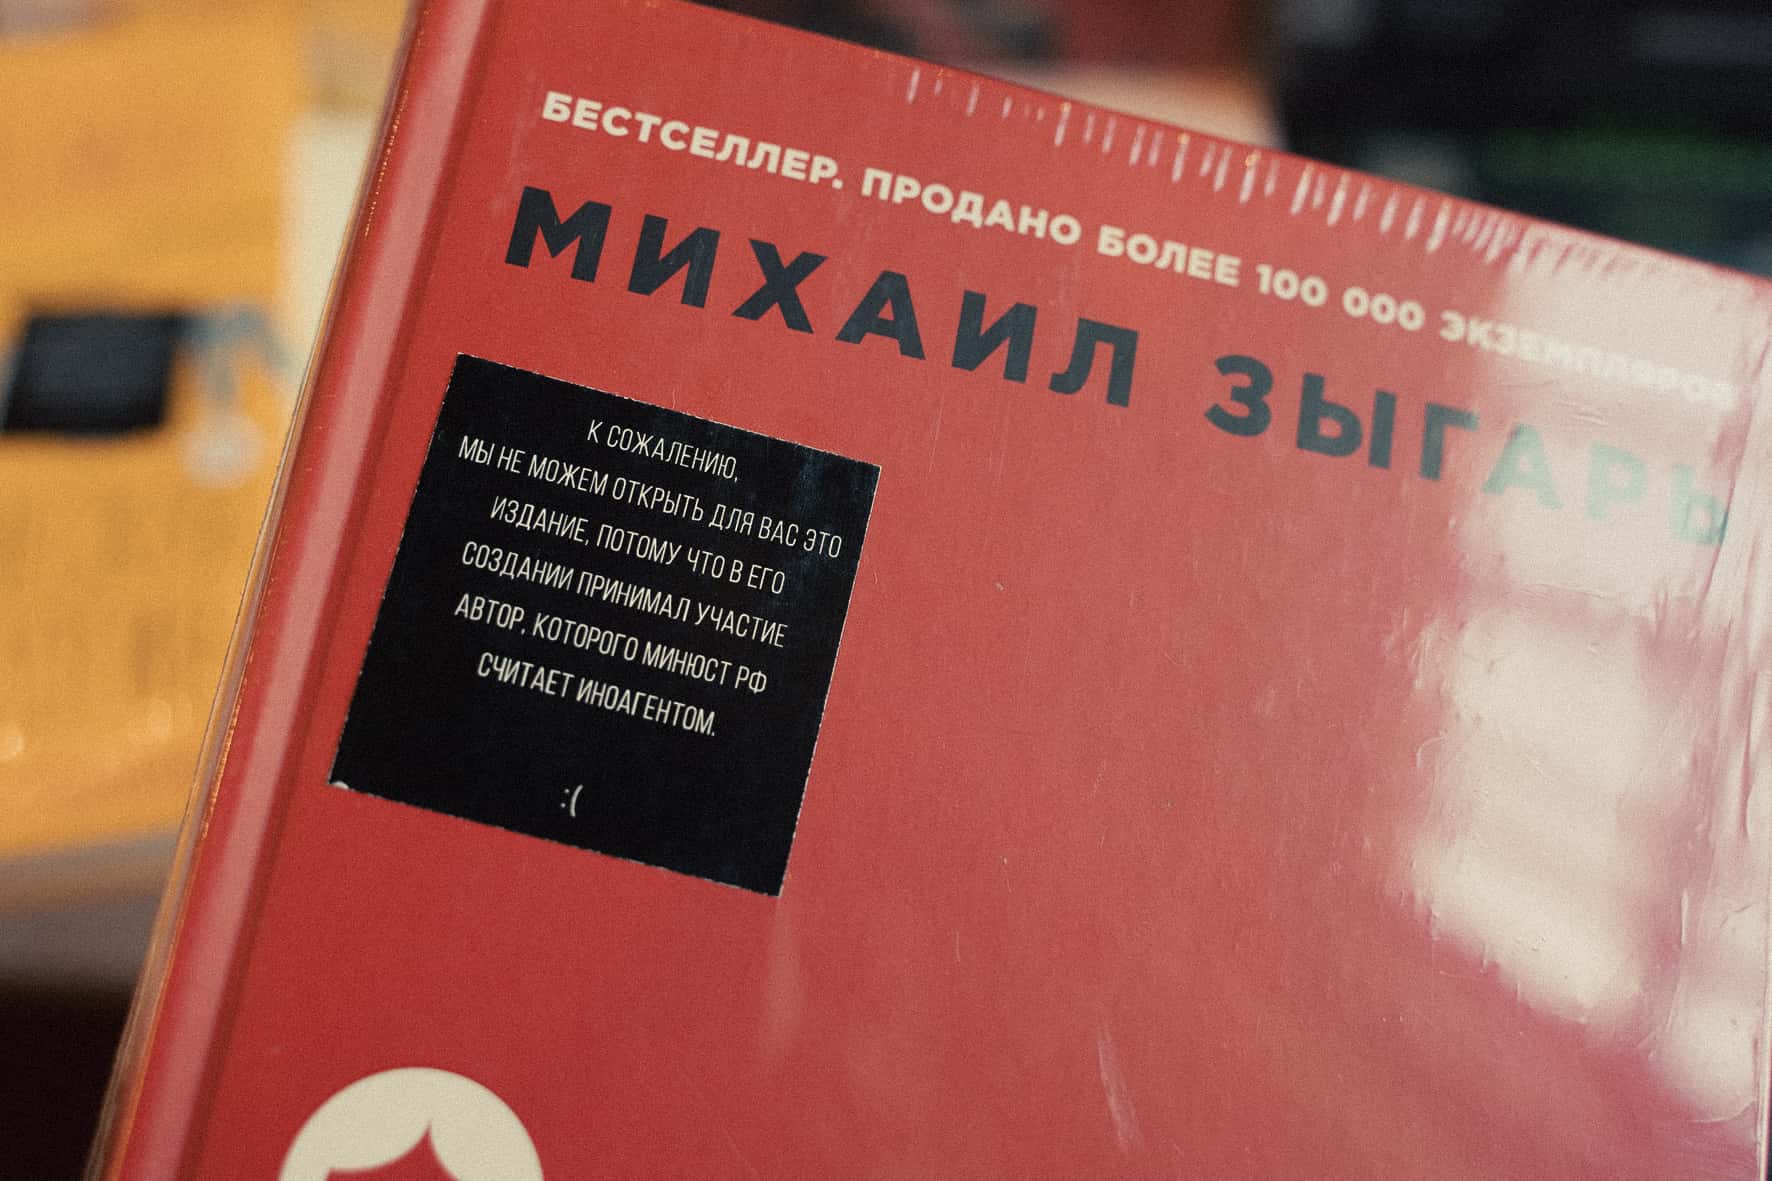 БЕСТСЕЛЛЕР. ПРОДАНО БОЛЕЕ 100 000 ЭКЗЕМПЛЯРОВ
МИХАИЛ ЗЫГАРЬ
К СОЖАЛЕНИЮ,
МЫ НЕ МОЖЕМ ОТКРЫТЬ ДЛЯ ВАС ЭТО
ИЗДАНИЕ, ПОТОМУ ЧТО В ЕГО
СОЗДАНИИ ПРИНИМАЛ УЧАСТИЕ
АВТОР, КОТОРОГО МИНЮСТ РФ
СЧИТАЕТ ИНОАГЕНТОМ.
:(